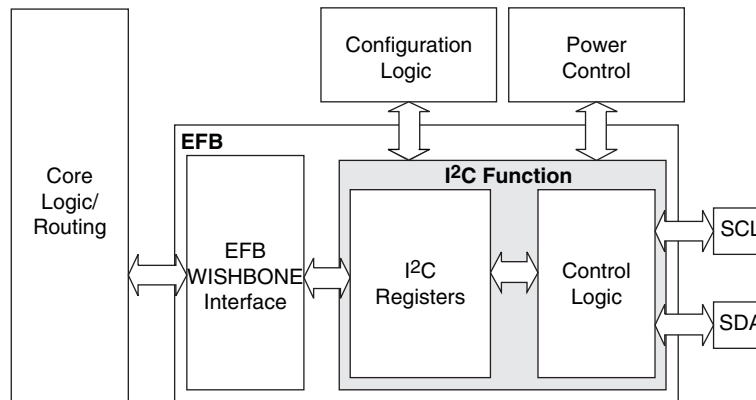 Configuration
Logic
Power
Control
EFB
I²C Function
Core
Logic/
Routing
EFB
WISHBONE
Interface
I²C
Registers
Control
Logic
SCL
SDA